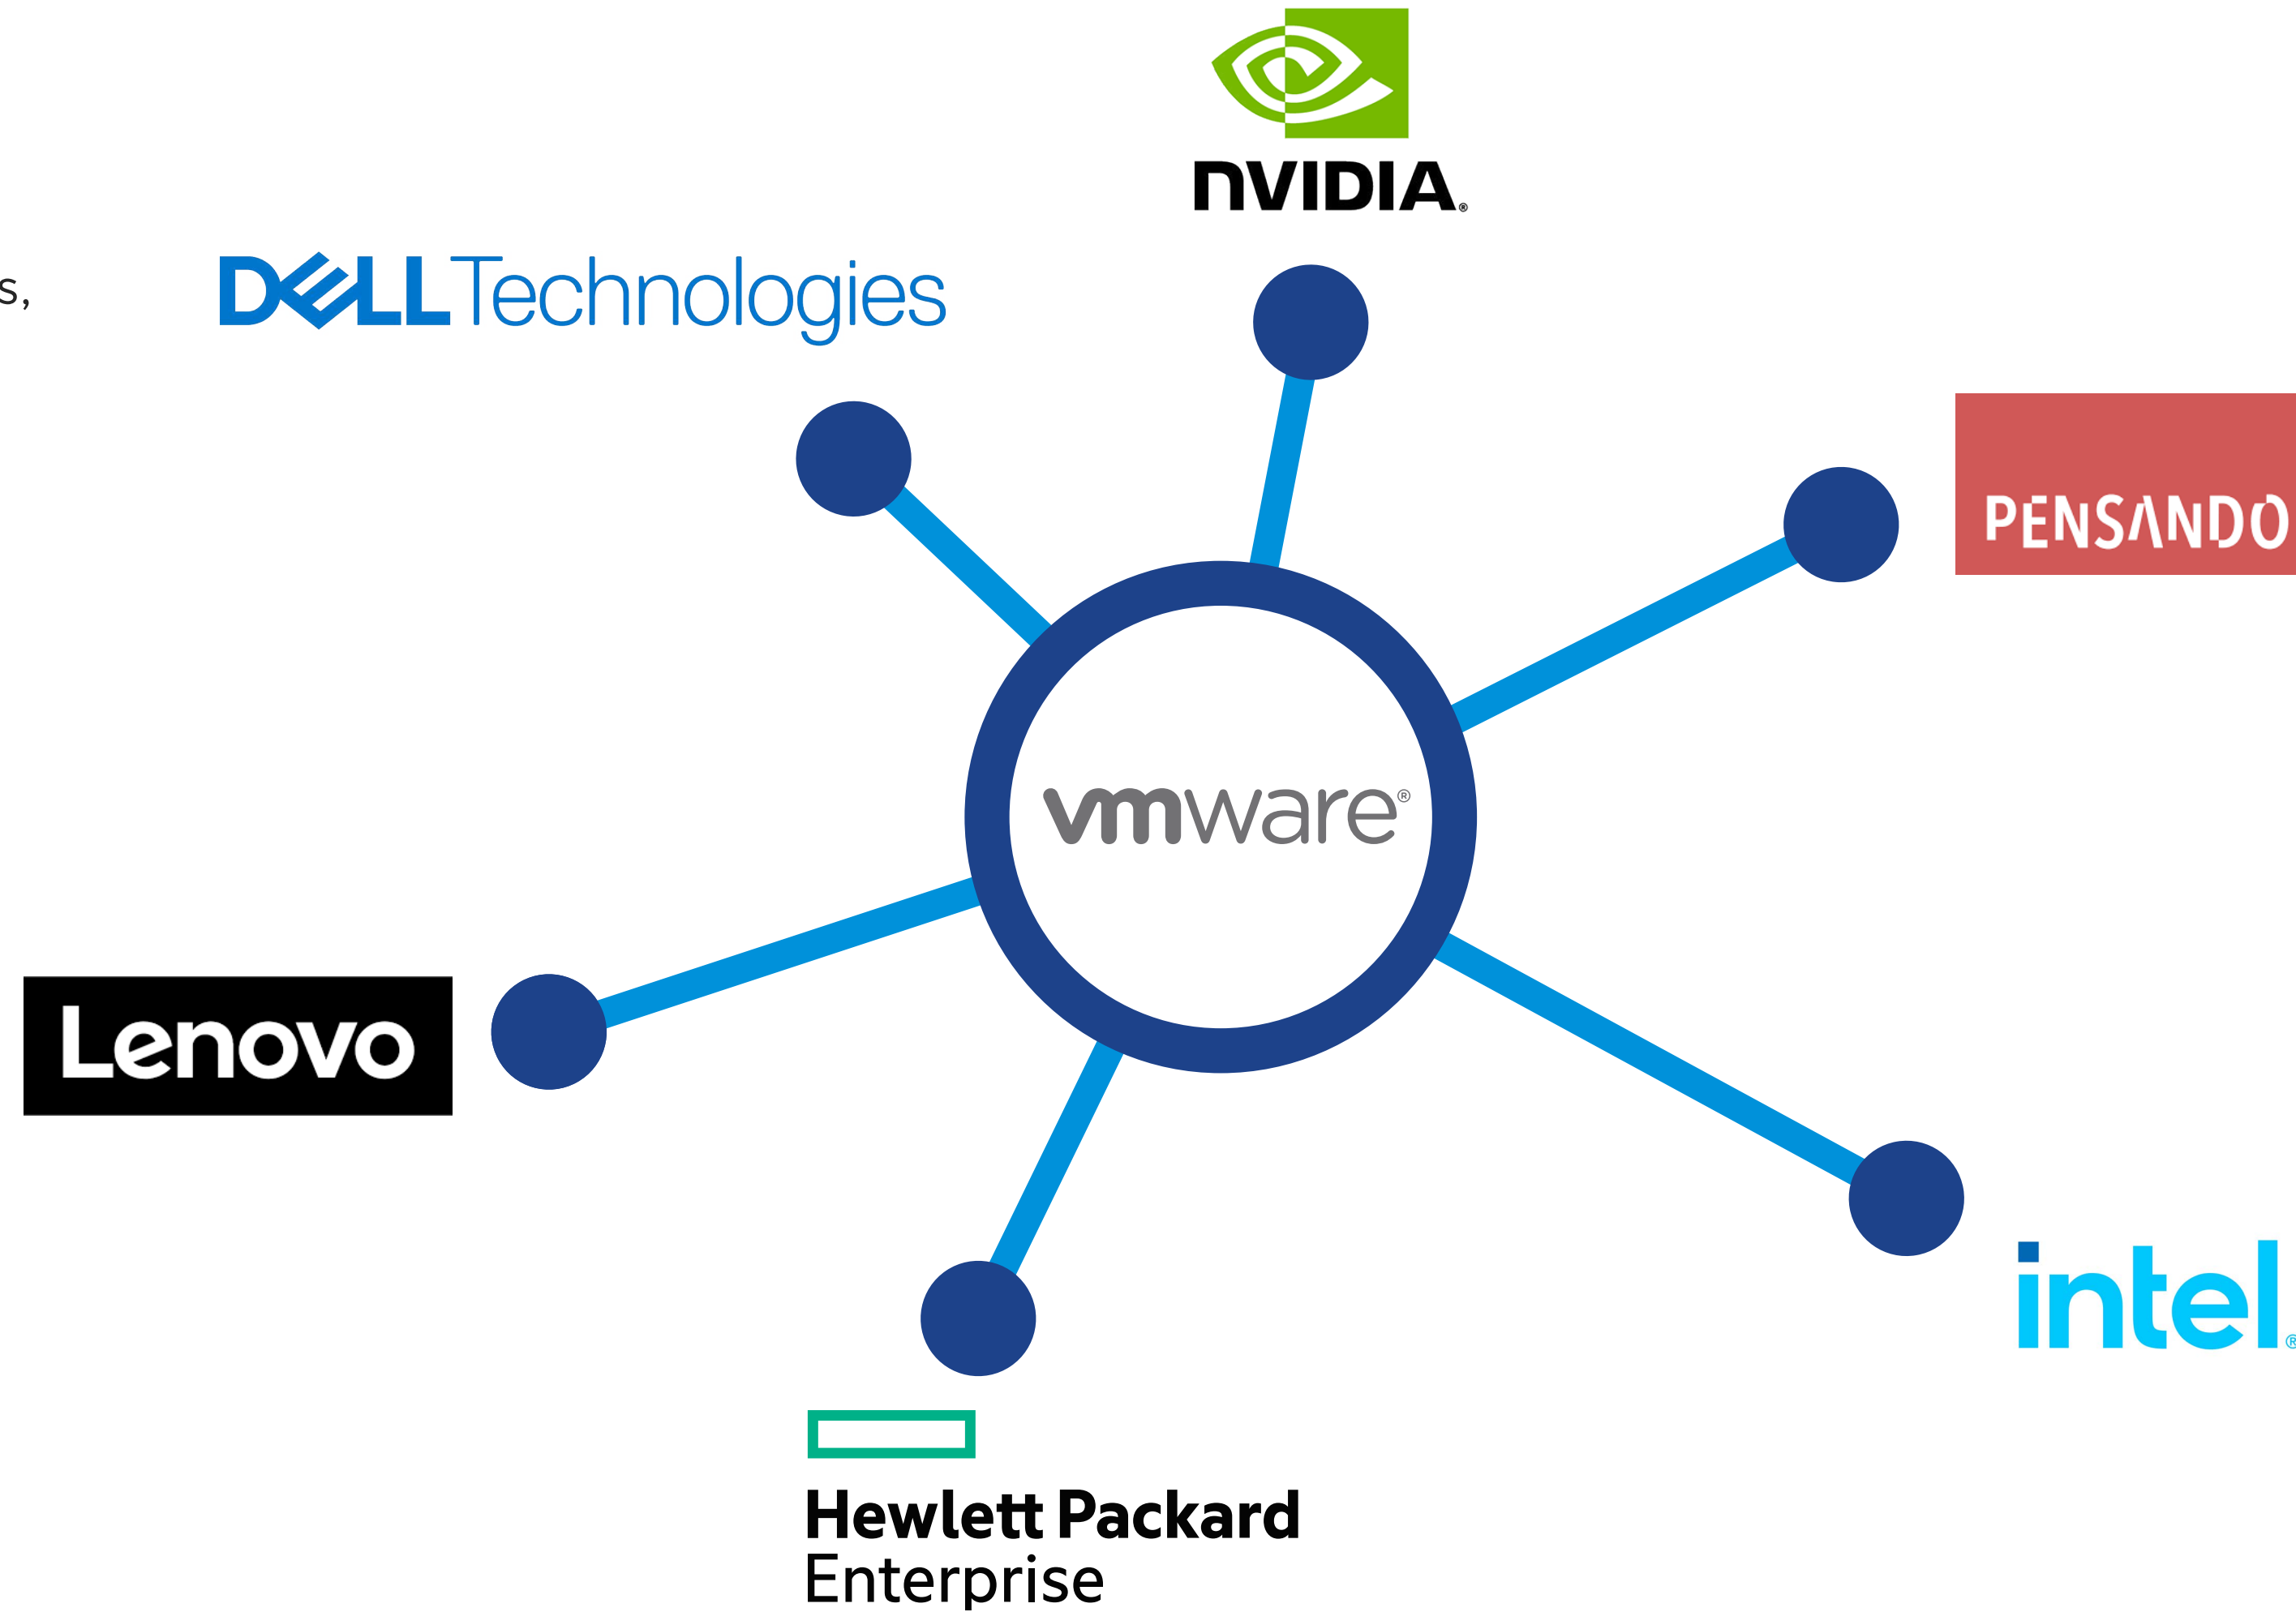 NVIDIA®
s,
DELL Technologies
PENSANDO
vmware®
Lenovo
intel®
Hewlett Packard
Enterprise